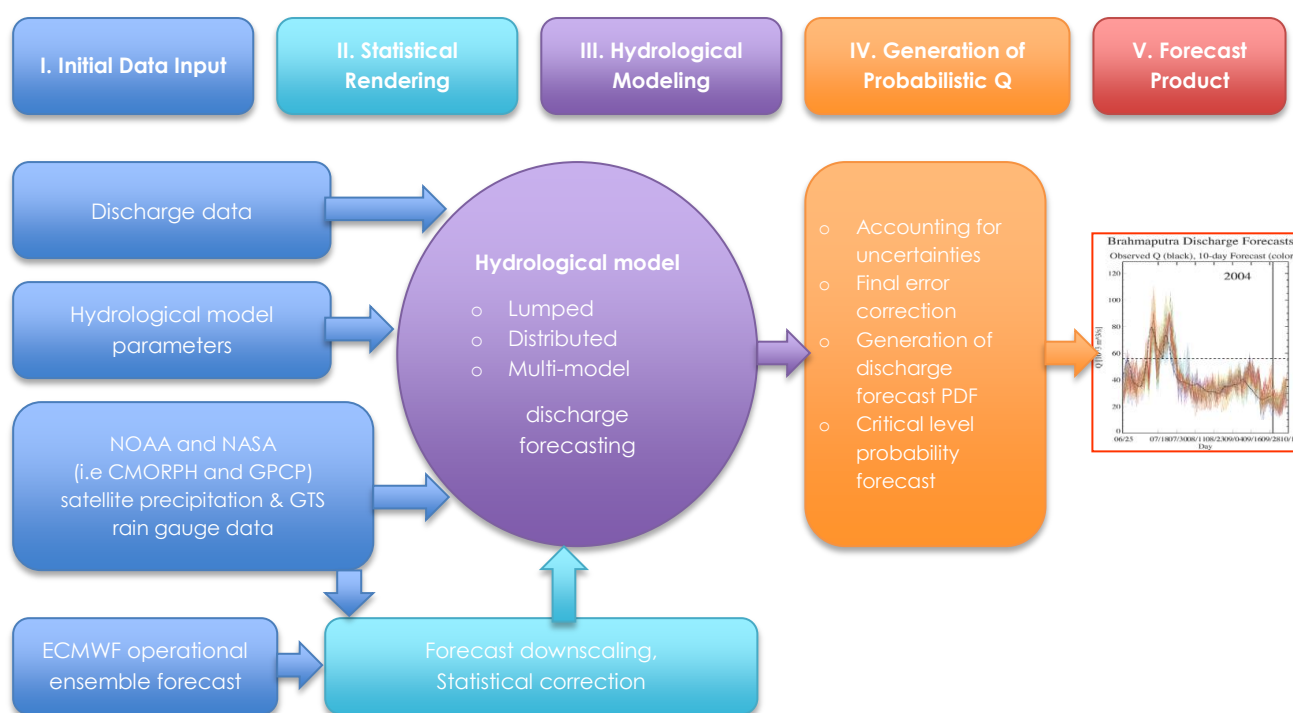 I. Initial Data Input
II. Statistical
Rendering
III. Hydrological
Modeling
IV. Generation of
Probabilistic Q
V. Forecast
Product
Discharge data
Hydrological model
parameters
NOAA and NASA
(i.e CMORPH and GPCP)
satellite precipitation & GTS
rain gauge data
ECMWF operational
ensemble forecast
Forecast downscaling,
Statistical correction
Hydrological model
o Lumped
o Distributed
o Multi-model
discharge
forecasting
o Accounting for
uncertainties
o Final error
correction
o Generation of
discharge
forecast PDF
o Critical level
probability
forecast
Brahmaputra Discharge Forecasts
Observed Q (black), 10-day Forecast (color
2004
120
100
80
60
40
20
0
06/23
Day